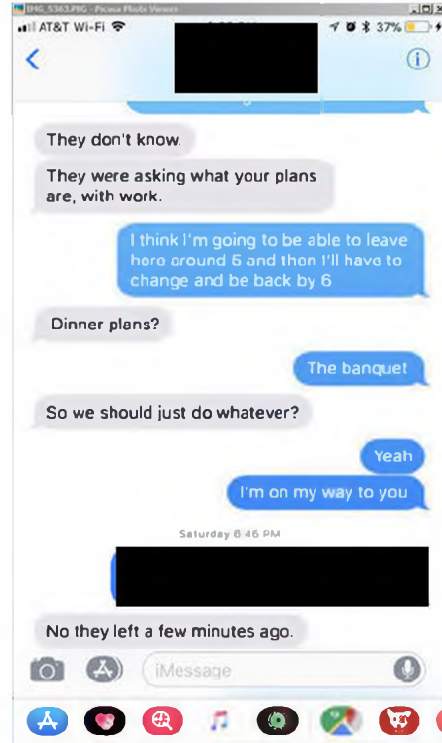 IMG_5363.PNG - Picasa Photo Viewer
AT&T Wi-Fi
37%
They don't know.
They were asking what your plans
are, with work.
I think I'm going to be able to leave
here around 5 and then I'll have to
change and be back by 6
Dinner plans?
The banquet
So we should just do whatever?
Yeah
I'm on my way to you
Saturday 6:46 PM
No they left a few minutes ago.
iMessage